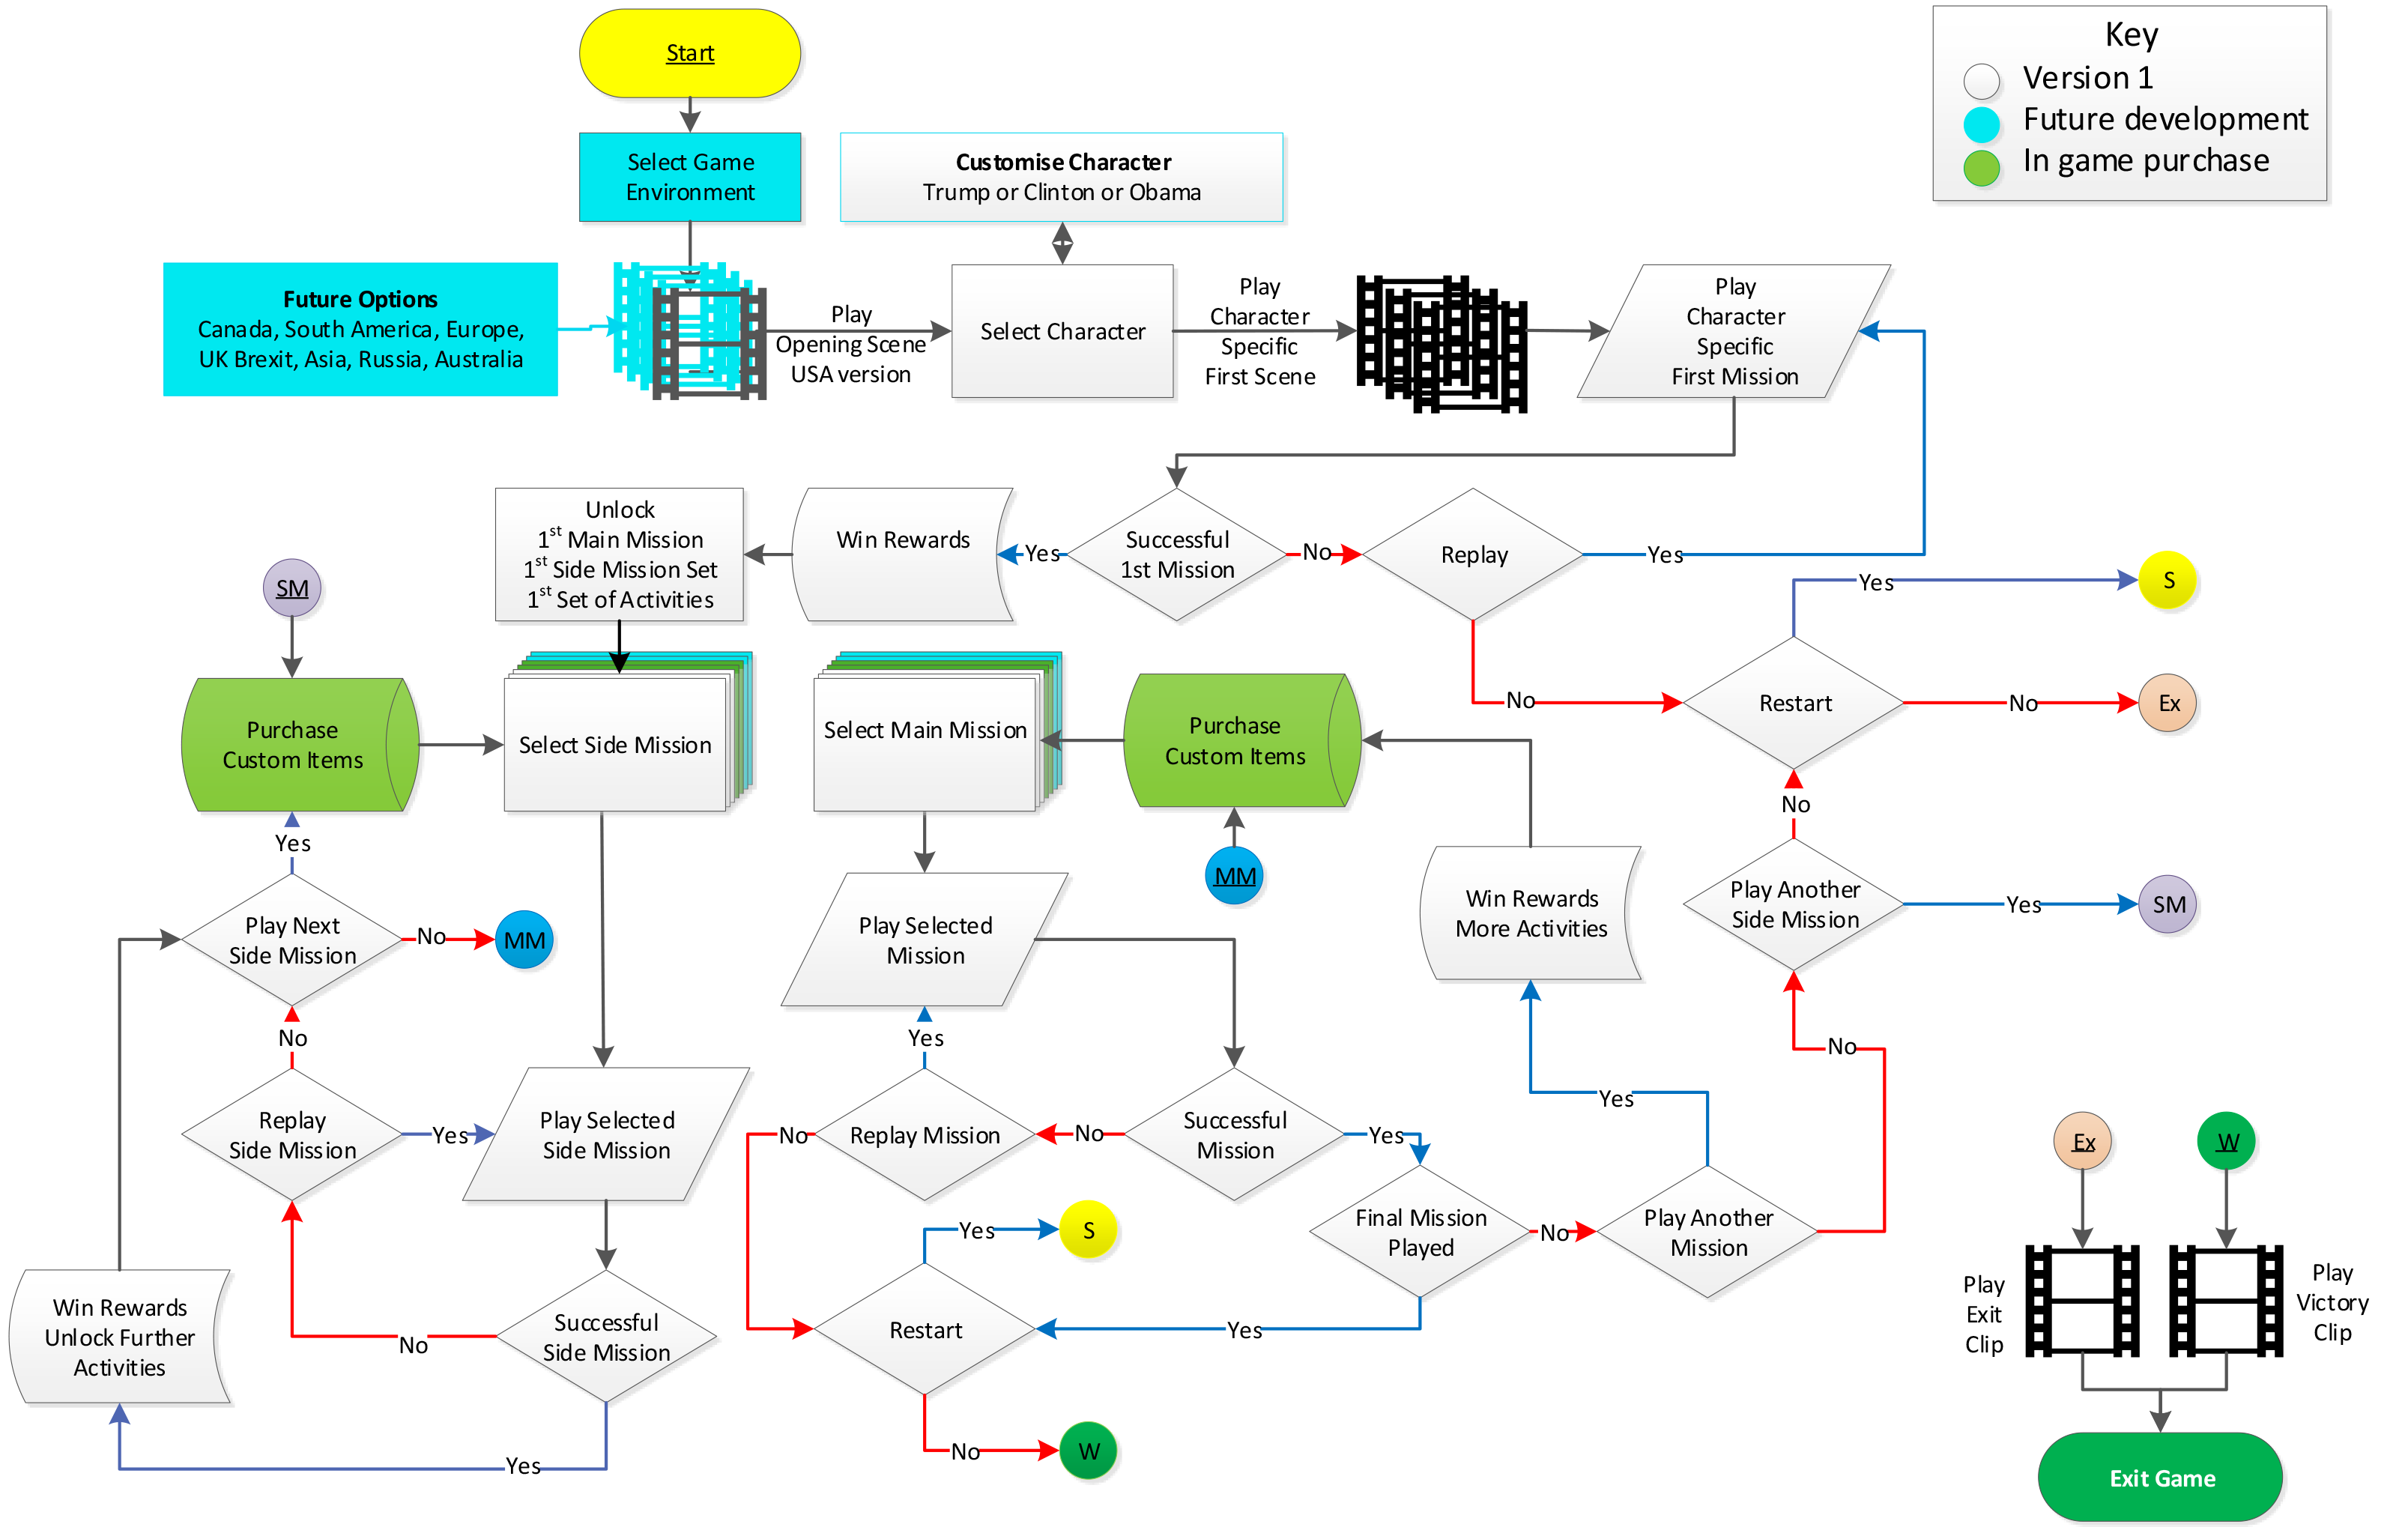 Start
Key
Version 1
Future development
In game purchase
Select Game
Environment
Customise Character
Trump or Clinton or Obama
Future Options
Canada, South America, Europe,
UK Brexit, Asia, Russia, Australia
Play
Opening Scene
USA version
Select Character
Play
Character
Specific
First Scene
Play
Character
Specific
First Mission
Unlock
1st Main Mission
1st Side Mission Set
1st Set of Activities
Win Rewards
Yes
Successful
1st Mission
No
Replay
Yes
SM
Yes
S
No
Restart
No
Ex
Purchase
Custom Items
Select Side Mission
Select Main Mission
Purchase
Custom Items
No
Yes
MM
Play Next
Side Mission
No
MM
Play Selected
Mission
Win Rewards
More Activities
Play Another
Side Mission
Yes
SM
No
Yes
No
Replay
Side Mission
Yes
Play Selected
Side Mission
No
Replay Mission
No
Successful
Mission
Yes
Yes
Ex
W
S
Yes
Final Mission
Played
No
Play Another
Mission
Win Rewards
Unlock Further
Activities
No
Successful
Side Mission
Restart
Yes
Play
Exit
Clip
Play
Victory
Clip
Yes
No
W
Exit Game